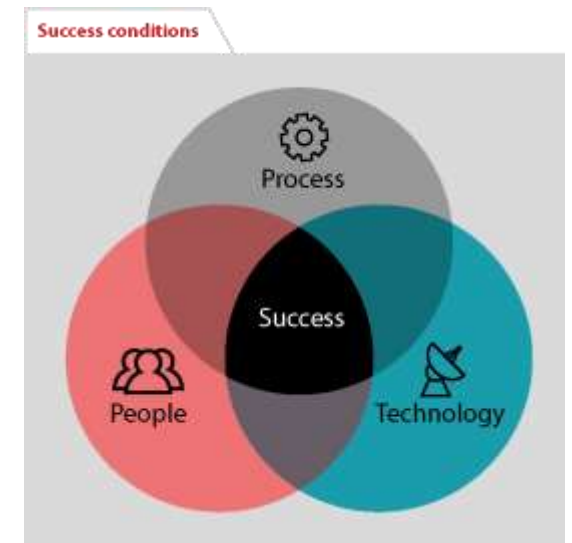 Success conditions
Process
Success
People
Technology